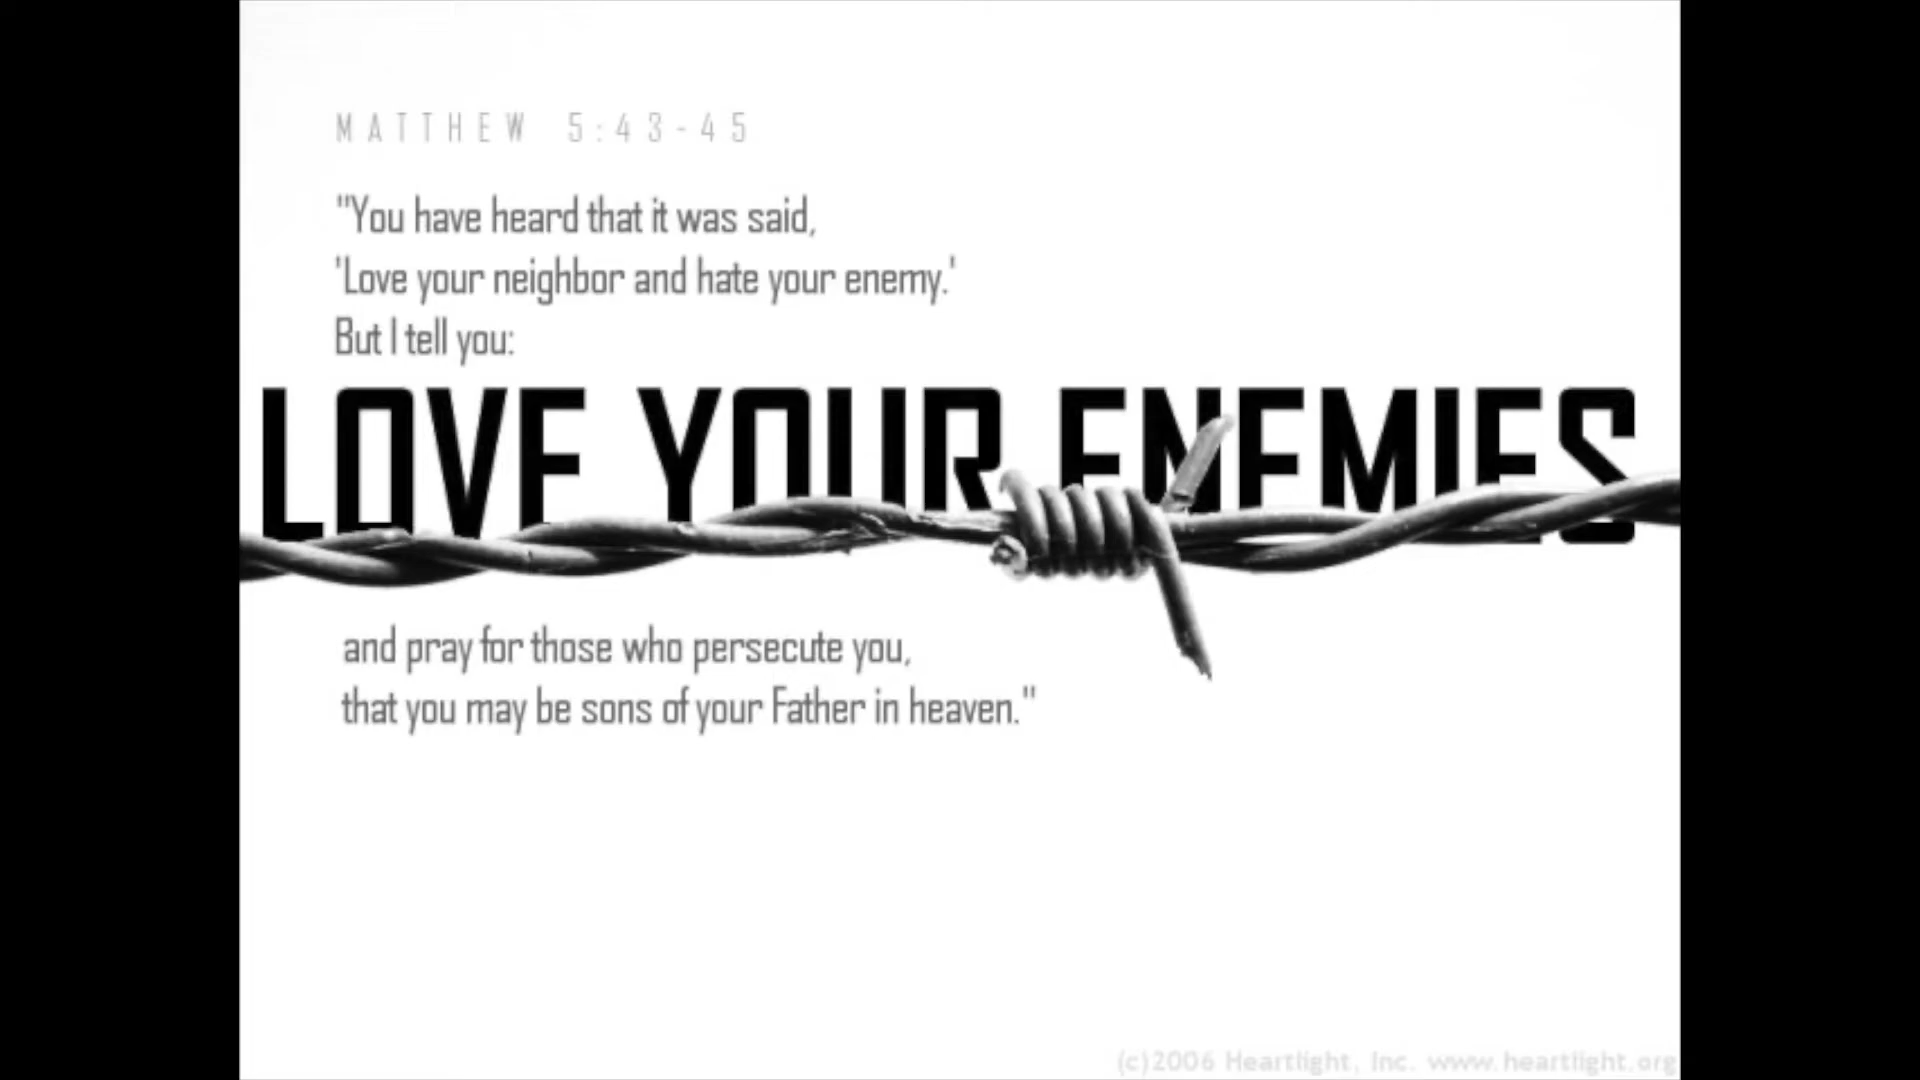 MATTHEW 5:43-45
"You have heard that it was said,
'Love your neighbor and hate your enemy.'
But I tell you:
LOVE YOUR ENEMIES
and pray for those who persecute you,
that you may be sons of your Father in heaven."
(c)2006 Heartlight, Inc. www.heartlight.org